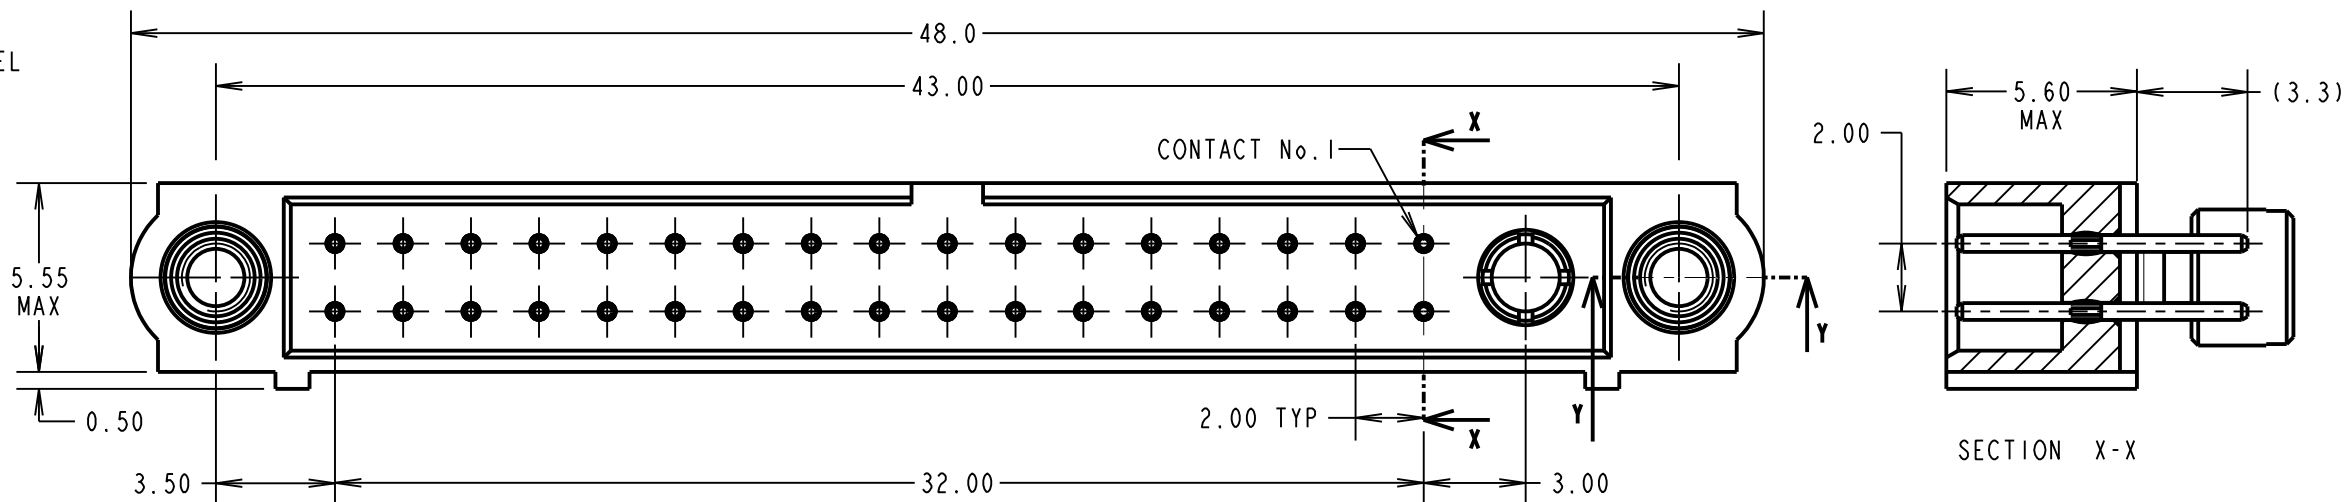 48.0
EL
43.00
5.60
MAX
(3.3)
2.00
X
CONTACT No.1
5.55
MAX
Y
0.50
2.00 TYP
Y
X
SECTION X-X
3.50
32.00
3.00